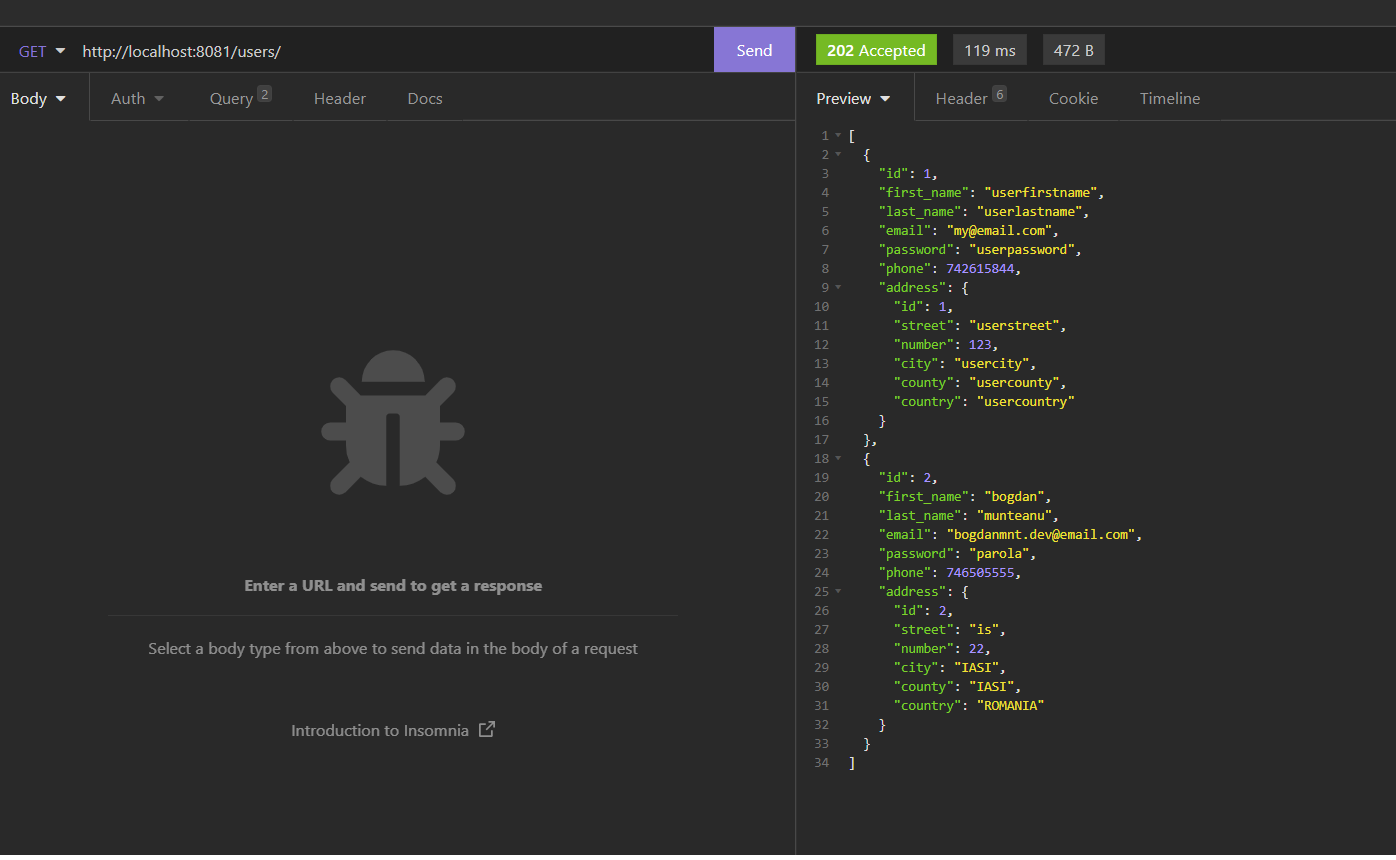 GET http://localhost:8081/users/ Send 202 Accepted 119 ms 472 B
Body Auth Query 2 Header Docs
Preview Header 6 Cookie Timeline
Enter a URL and send to get a response
Select a body type from above to send data in the body of a request
Introduction to Insomnia
1 [
2 {
3 "id": 1,
4 "first_name": "userfirstname",
5 "last_name": "userlastname",
6 "email": "my@email.com",
7 "password": "userpassword",
8 "phone": 742615844,
9 "address": {
10 "id": 1,
11 "street": "userstreet",
12 "number": 123,
13 "city": "usercity",
14 "county": "usercounty",
15 "country": "usercountry"
16 }
17 },
18 {
19 "id": 2,
20 "first_name": "bogdan",
21 "last_name": "munteanu",
22 "email": "bogdanmnt.dev@email.com",
23 "password": "parola",
24 "phone": 746505555,
25 "address": {
26 "id": 2,
27 "street": "is",
28 "number": 22,
29 "city": "IASI",
30 "county": "IASI",
31 "country": "ROMANIA"
32 }
33 }
34 ]